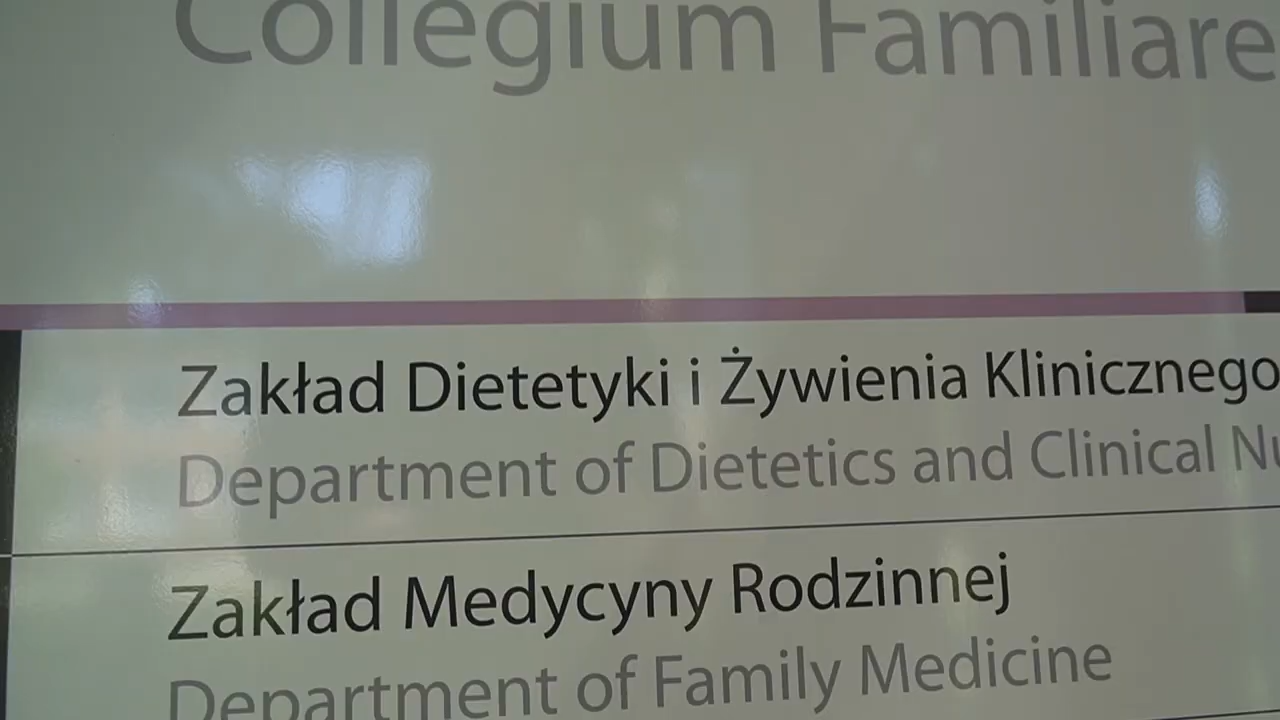 Collegium Familiare
Zakład Dietetyki i Żywienia Klinicznego
Department of Dietetics and Clinical
Zakład Medycyny Rodzinnej
Department of Family Medicine